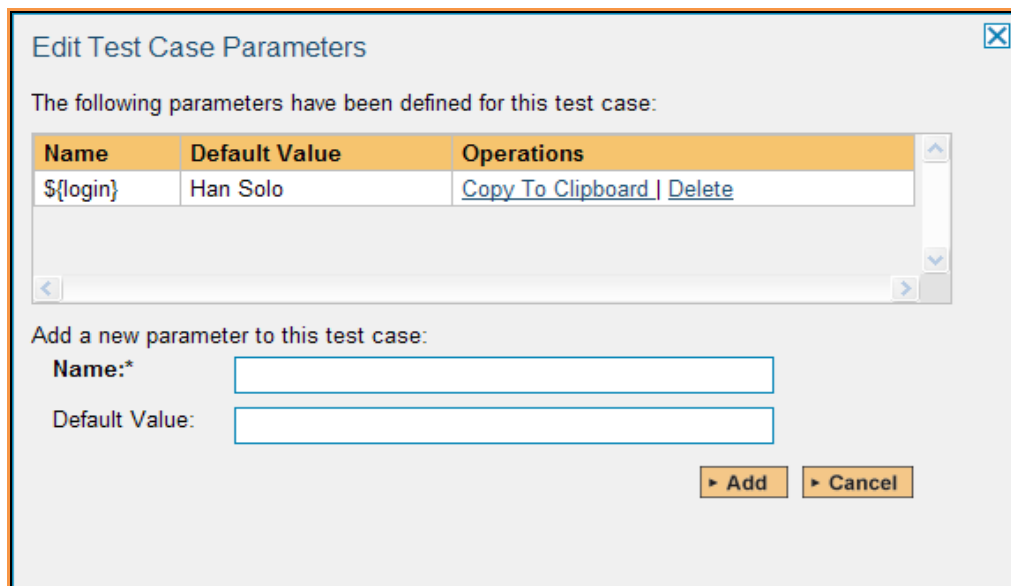 Edit Test Case Parameters
The following parameters have been defined for this test case:
Name Default Value Operations
${login} Han Solo Copy To Clipboard | Delete
Add a new parameter to this test case:
Name:*
Default Value:
Add Cancel